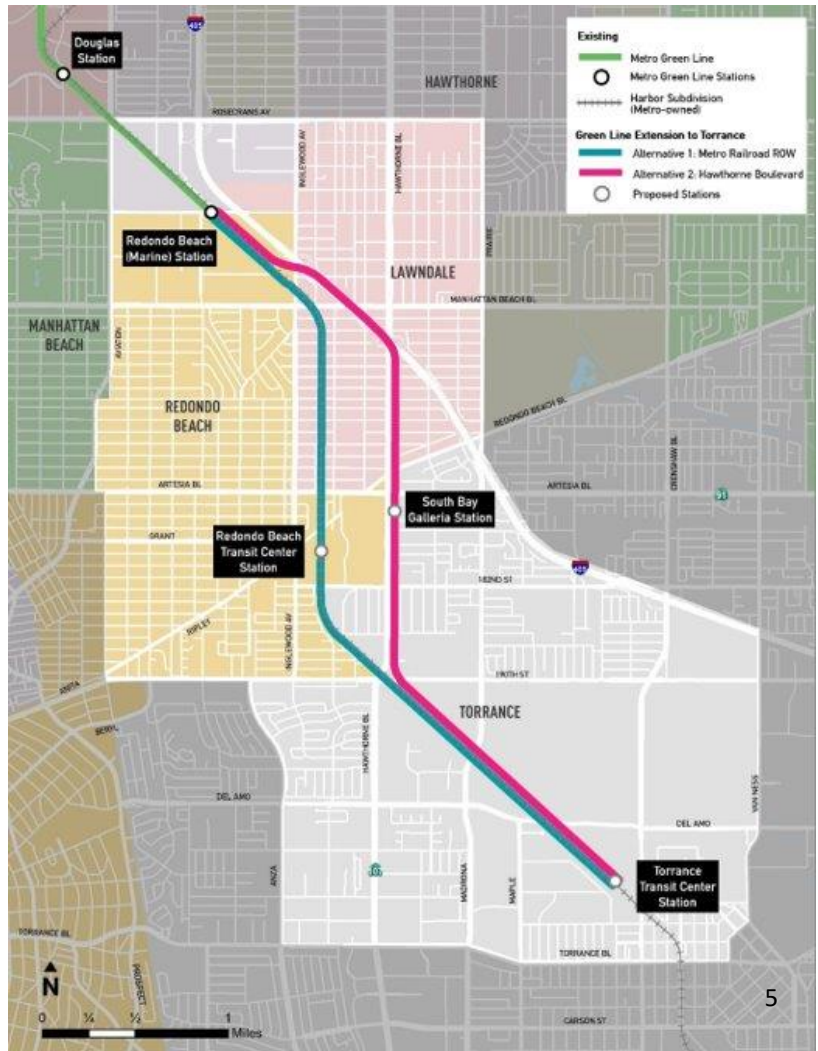 Douglas
Station
405
HAWTHORNE
ROSECRANS AV
Existing
Metro Green Line
Metro Green Line Stations
Harbor Subdivision
(Metro-owned)
Green Line Extension to Torrance
Alternative 1: Metro Railroad ROW
Alternative 2: Hawthorne Boulevard
Proposed Stations
INGLEWOOD AV
HAWTHORNE BL
PRAIRIE
Redondo Beach
(Marine) Station
LAWNDALE
MANHATTAN BEACH BL
MANHATTAN
BEACH
AVIATION
REDONDO
BEACH
REDONDO BEACH BL
CRENSHAW BL
ARTESIA BL
ARTESIA BL
91
South Bay
Galleria Station
GRANT
Redondo Beach
Transit Center
Station
182ND ST
405
RIPLEY
INGLEWOOD AV
190TH ST
ANITA
BERYL
TORRANCE
HAWTHORNE BL
VAN NESS
DEL AMO
DEL AMO
ANZA
107
MADRONA
MAPLE
Torrance
Transit Center
Station
TORRANCE BL
TORRANCE BL
PROSPECT
N
0 ¼ ½ 1
Miles
CARSON ST
5